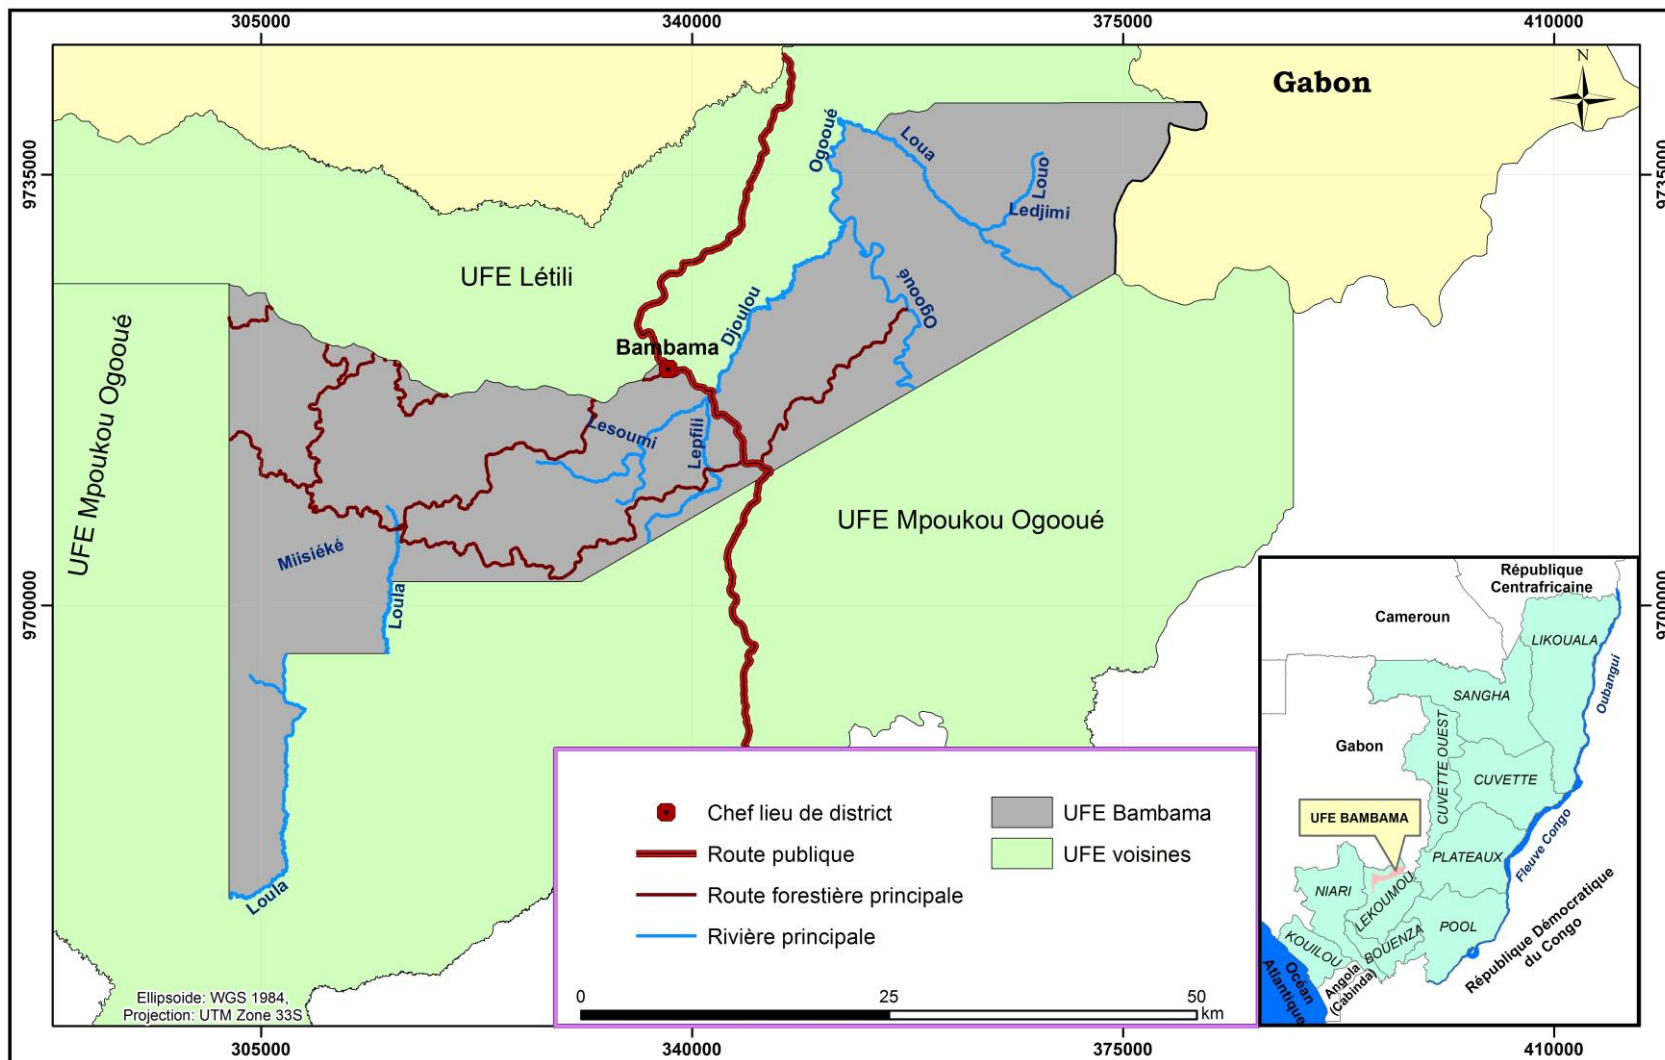 305000
340000
375000
410000
9735000
9735000
9700000
9700000
N
Gabon
Ogooué
Loua
Louo
Ledjimi
UFE Létili
Ogooué
Djoulou
Bambama
UFE Mpoukou Ogooué
Lesoumi
Lepfili
UFE Mpoukou Ogooué
Miisiéké
Loula
Loula
Chef lieu de district
Route publique
Route forestière principale
Rivière principale
UFE Bambama
UFE voisines
0
25
50
km
Ellipsoide: WGS 1984,
Projection: UTM Zone 33S
République
Centrafricaine
Cameroun
LIKOUALA
Oubangui
SANGHA
Gabon
CUVETTE OUEST
CUVETTE
UFE BAMBAMA
PLATEAUX
Fleuve Congo
NIARI
LEKOUMOU
POOL
BOUENZA
KOUILOU
République Démocratique
du Congo
Angola
(Cabinda)
Océan
Atlantique
305000
340000
375000
410000